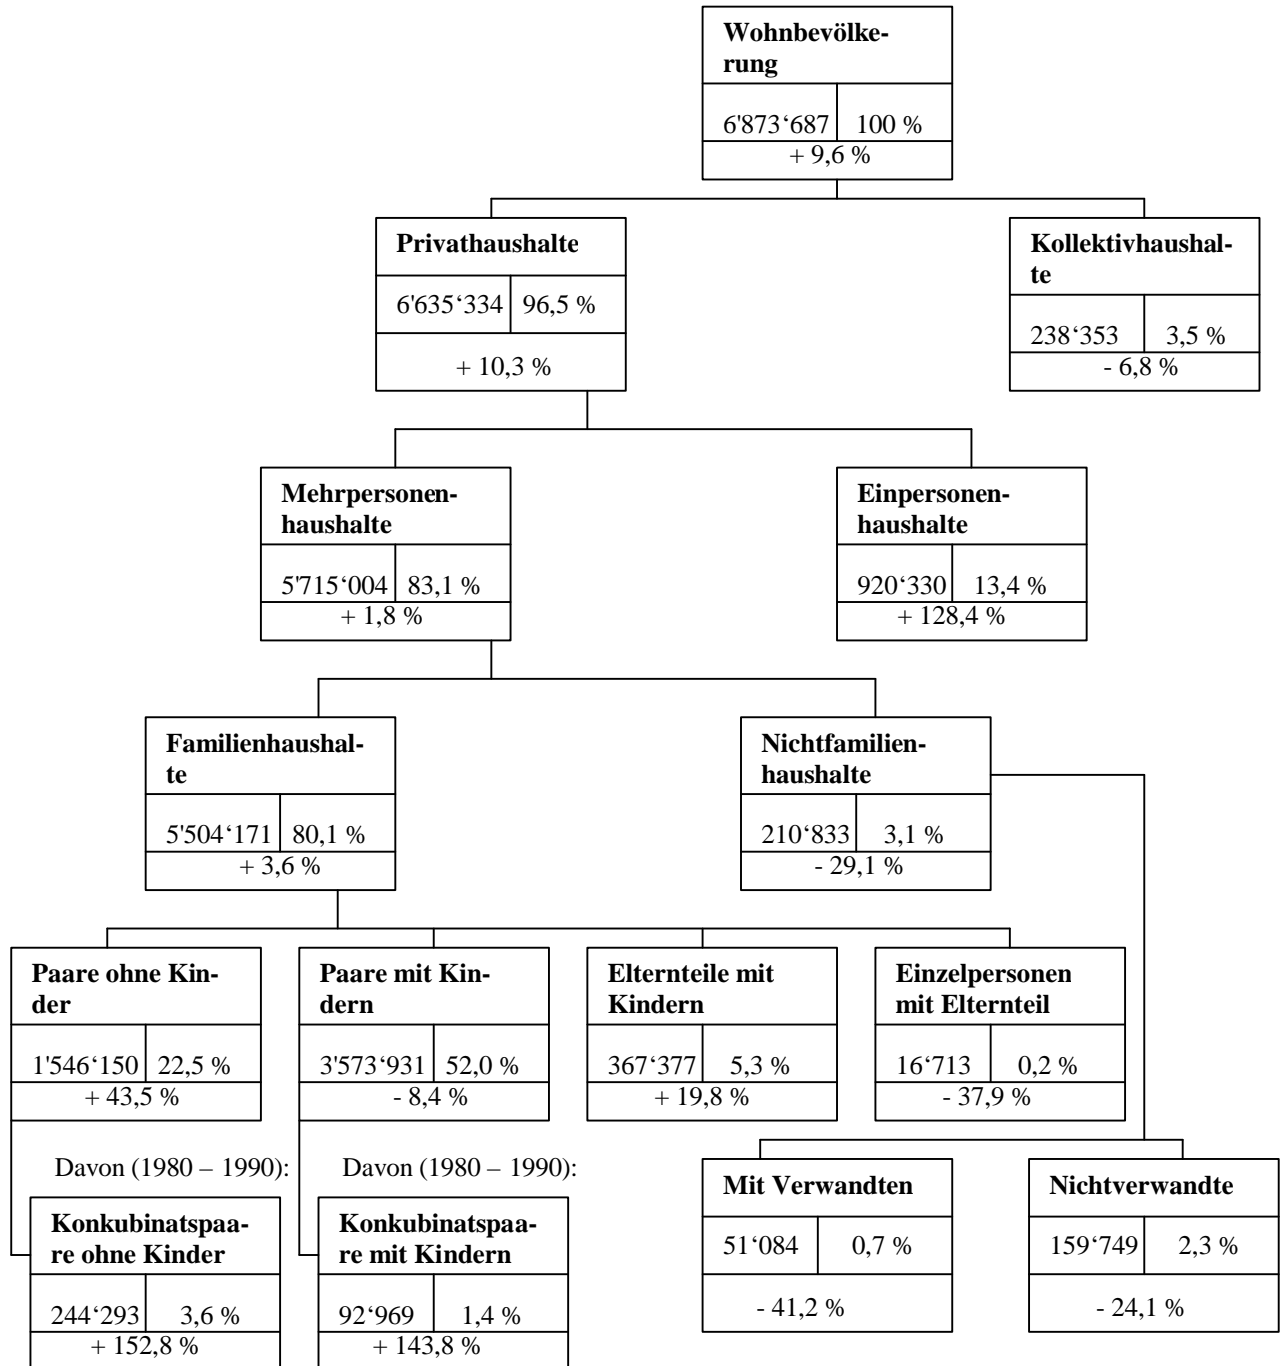 Wohnbevölke-
rung
6'873‘687 100 %
+ 9,6 %
Privathaushalte
6'635‘334 96,5 %
+ 10,3 %
Kollektivhaushal-
te
238‘353 3,5 %
- 6,8 %
Mehrpersonen-
haushalte
5'715‘004 83,1 %
+ 1,8 %
Einpersonen-
haushalte
920‘330 13,4 %
+ 128,4 %
Familienhaushal-
te
5'504‘171 80,1 %
+ 3,6 %
Nichtfamilien-
haushalte
210‘833 3,1 %
- 29,1 %
Paare ohne Kin-
der
1'546‘150 22,5 %
+ 43,5 %
Paare mit Kin-
dern
3'573‘931 52,0 %
- 8,4 %
Elternteile mit
Kindern
367‘377 5,3 %
+ 19,8 %
Einzelpersonen
mit Elternteil
16‘713 0,2 %
- 37,9 %
Davon (1980 – 1990):
Konkubinatspaa-
re ohne Kinder
244‘293 3,6 %
+ 152,8 %
Davon (1980 – 1990):
Konkubinatspaa-
re mit Kindern
92‘969 1,4 %
+ 143,8 %
Mit Verwandten
51‘084 0,7 %
- 41,2 %
Nichtverwandte
159‘749 2,3 %
- 24,1 %